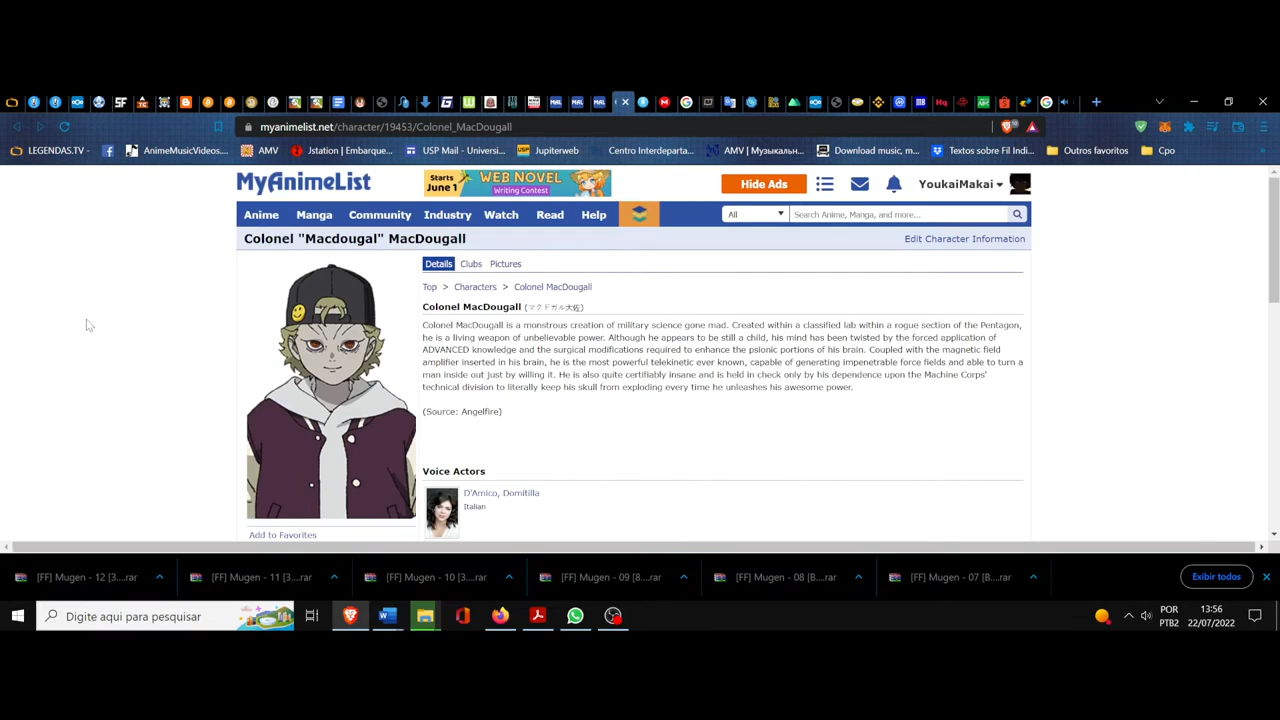 myanimelist.net/character/19453/Colonel_MacDougall
LEGENDAS.TV - AnimeMusicVideos... AMV Jstation | Embarque... USP Mail - Universi... Jupiterweb Centro Interdeparta... AMV | Музыкальн... Download music, m... Textos sobre Fil Indi... Outros favoritos Cpo
MyAnimeList
Starts June 1 WEB NOVEL Writing Contest
Hide Ads YoukaiMakai
Anime Manga Community Industry Watch Read Help All Search Anime, Manga, and more...
Colonel "Macdougal" MacDougall Edit Character Information
Details Clubs Pictures
Top > Characters > Colonel MacDougall
Colonel MacDougall (マクドガル大佐)
Colonel MacDougall is a monstrous creation of military science gone mad. Created within a classified lab within a rogue section of the Pentagon,
he is a living weapon of unbelievable power. Although he appears to be still a child, his mind has been twisted by the forced application of
ADVANCED knowledge and the surgical modifications required to enhance the psionic portions of his brain. Coupled with the magnetic field
amplifier inserted in his brain, he is the most powerful telekinetic ever known, capable of generating impenetrable force fields and able to turn a
man inside out just by willing it. He is also quite certifiably insane and is held in check only by his dependence upon the Machine Corps'
technical division to literally keep his skull from exploding every time he unleashes his awesome power.
(Source: Angelfire)
Voice Actors
D'Amico, Domitilla
Italian
Add to Favorites
[FF] Mugen - 12 [3....rar [FF] Mugen - 11 [3....rar [FF] Mugen - 10 [3....rar [FF] Mugen - 09 [8....rar [FF] Mugen - 08 [B....rar [FF] Mugen - 07 [B....rar Exibir todos
Digite aqui para pesquisar POR 13:56
PTB2 22/07/2022